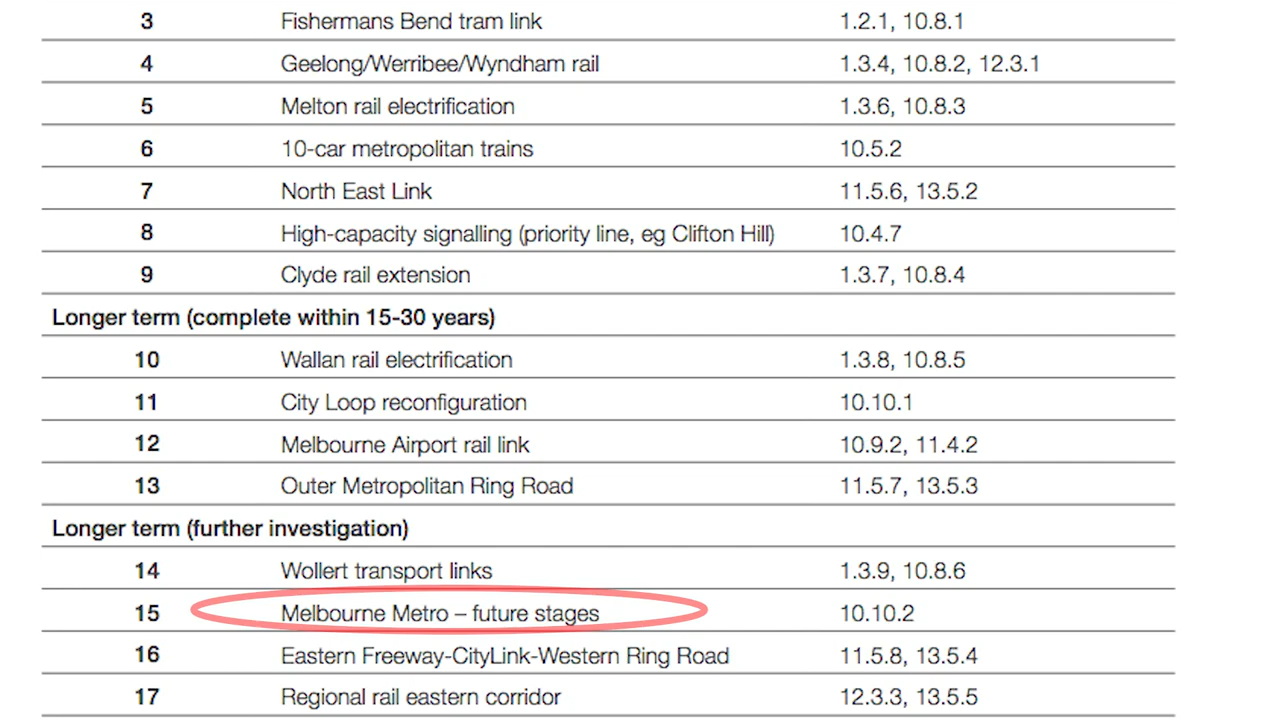 3 Fishermans Bend tram link 1.2.1, 10.8.1
4 Geelong/Werribee/Wyndham rail 1.3.4, 10.8.2, 12.3.1
5 Melton rail electrification 1.3.6, 10.8.3
6 10-car metropolitan trains 10.5.2
7 North East Link 11.5.6, 13.5.2
8 High-capacity signalling (priority line, eg Clifton Hill) 10.4.7
9 Clyde rail extension 1.3.7, 10.8.4
Longer term (complete within 15-30 years)
10 Wallan rail electrification 1.3.8, 10.8.5
11 City Loop reconfiguration 10.10.1
12 Melbourne Airport rail link 10.9.2, 11.4.2
13 Outer Metropolitan Ring Road 11.5.7, 13.5.3
Longer term (further investigation)
14 Wollert transport links 1.3.9, 10.8.6
15 Melbourne Metro – future stages 10.10.2
16 Eastern Freeway-CityLink-Western Ring Road 11.5.8, 13.5.4
17 Regional rail eastern corridor 12.3.3, 13.5.5